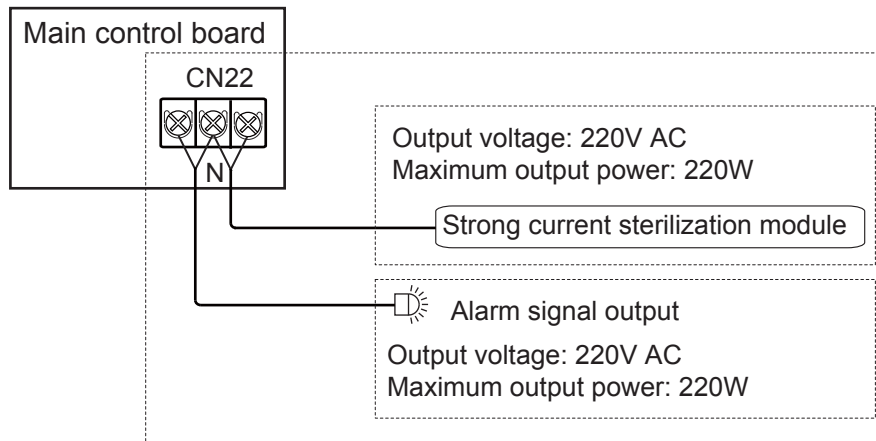 Main control board
CN22
N
Output voltage: 220V AC
Maximum output power: 220W
Strong current sterilization module
Alarm signal output
Output voltage: 220V AC
Maximum output power: 220W